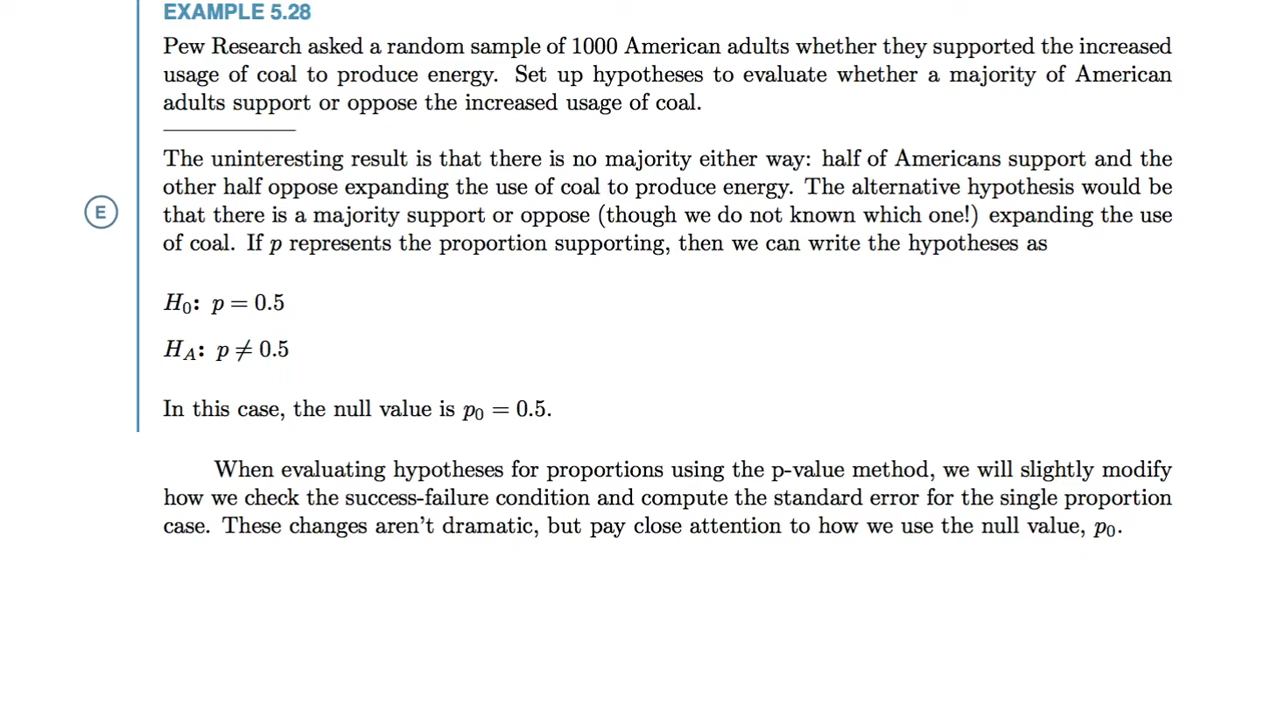 EXAMPLE 5.28
Pew Research asked a random sample of 1000 American adults whether they supported the increased
usage of coal to produce energy. Set up hypotheses to evaluate whether a majority of American
adults support or oppose the increased usage of coal.
The uninteresting result is that there is no majority either way: half of Americans support and the
other half oppose expanding the use of coal to produce energy. The alternative hypothesis would be
E
that there is a majority support or oppose (though we do not known which one!) expanding the use
of coal. If p represents the proportion supporting, then we can write the hypotheses as
H₀: p = 0.5
H_A: p ≠ 0.5
In this case, the null value is p₀ = 0.5.
When evaluating hypotheses for proportions using the p-value method, we will slightly modify
how we check the success-failure condition and compute the standard error for the single proportion
case. These changes aren't dramatic, but pay close attention to how we use the null value, p₀.